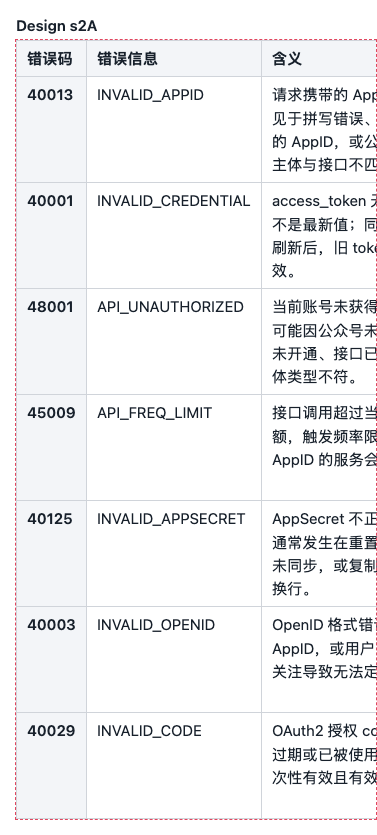 Design s2A
错误码
错误信息
含义
40013
INVALID_APPID
请求携带的
见于拼写错误、
的 AppID，或公
主体与接口不匹
40001
INVALID_CREDENTIAL
access_token
不是最新值；同
刷新后，旧
效。
48001
API_UNAUTHORIZED
当前账号未获得
可能因公众号未
未开通、接口已
体类型不符。
45009
API_FREQ_LIMIT
接口调用超过当
额，触发频率限
AppID 的服务会
40125
INVALID_APPSECRET
AppSecret 不正
通常发生在重置
未同步，或复制
换行。
40003
INVALID_OPENID
OpenID 格式错
AppID，或用户
关注导致无法定
40029
INVALID_CODE
OAuth2 授权
过期或已被使用
次性有效且有效